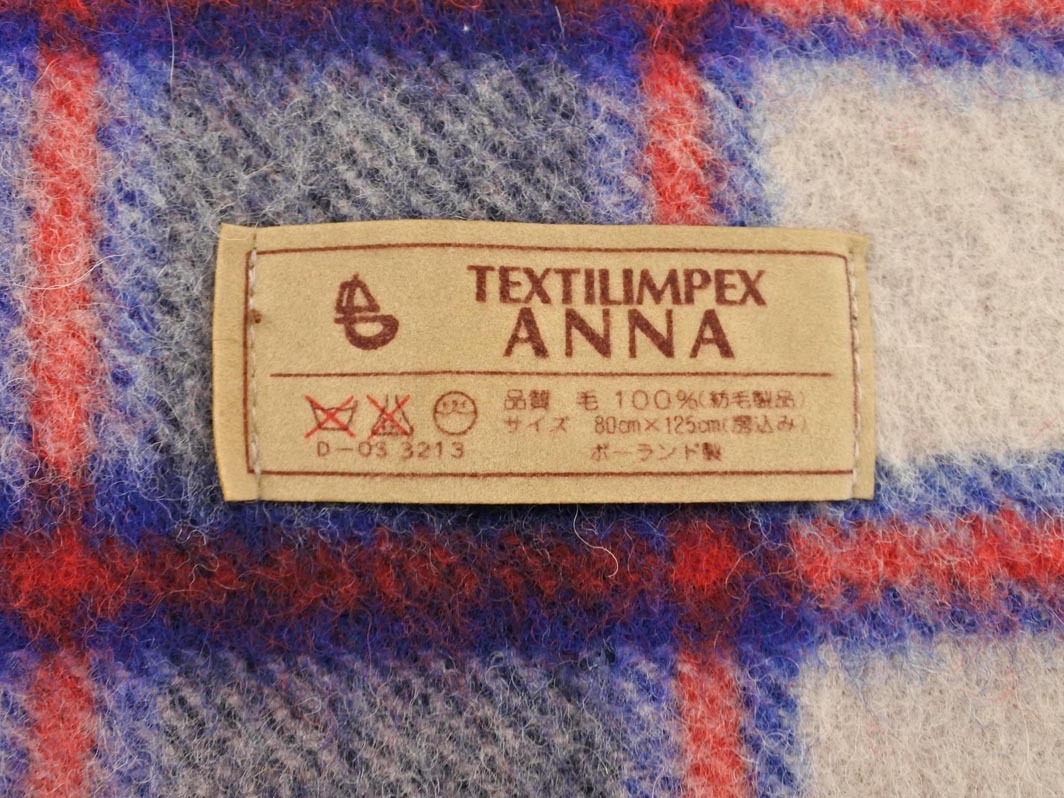 TEXTILIMPEX
ANNA
品質 毛 100%(紡毛製品)
サイズ 80cm×125cm(房込み)
D-03 3213
ポーランド製